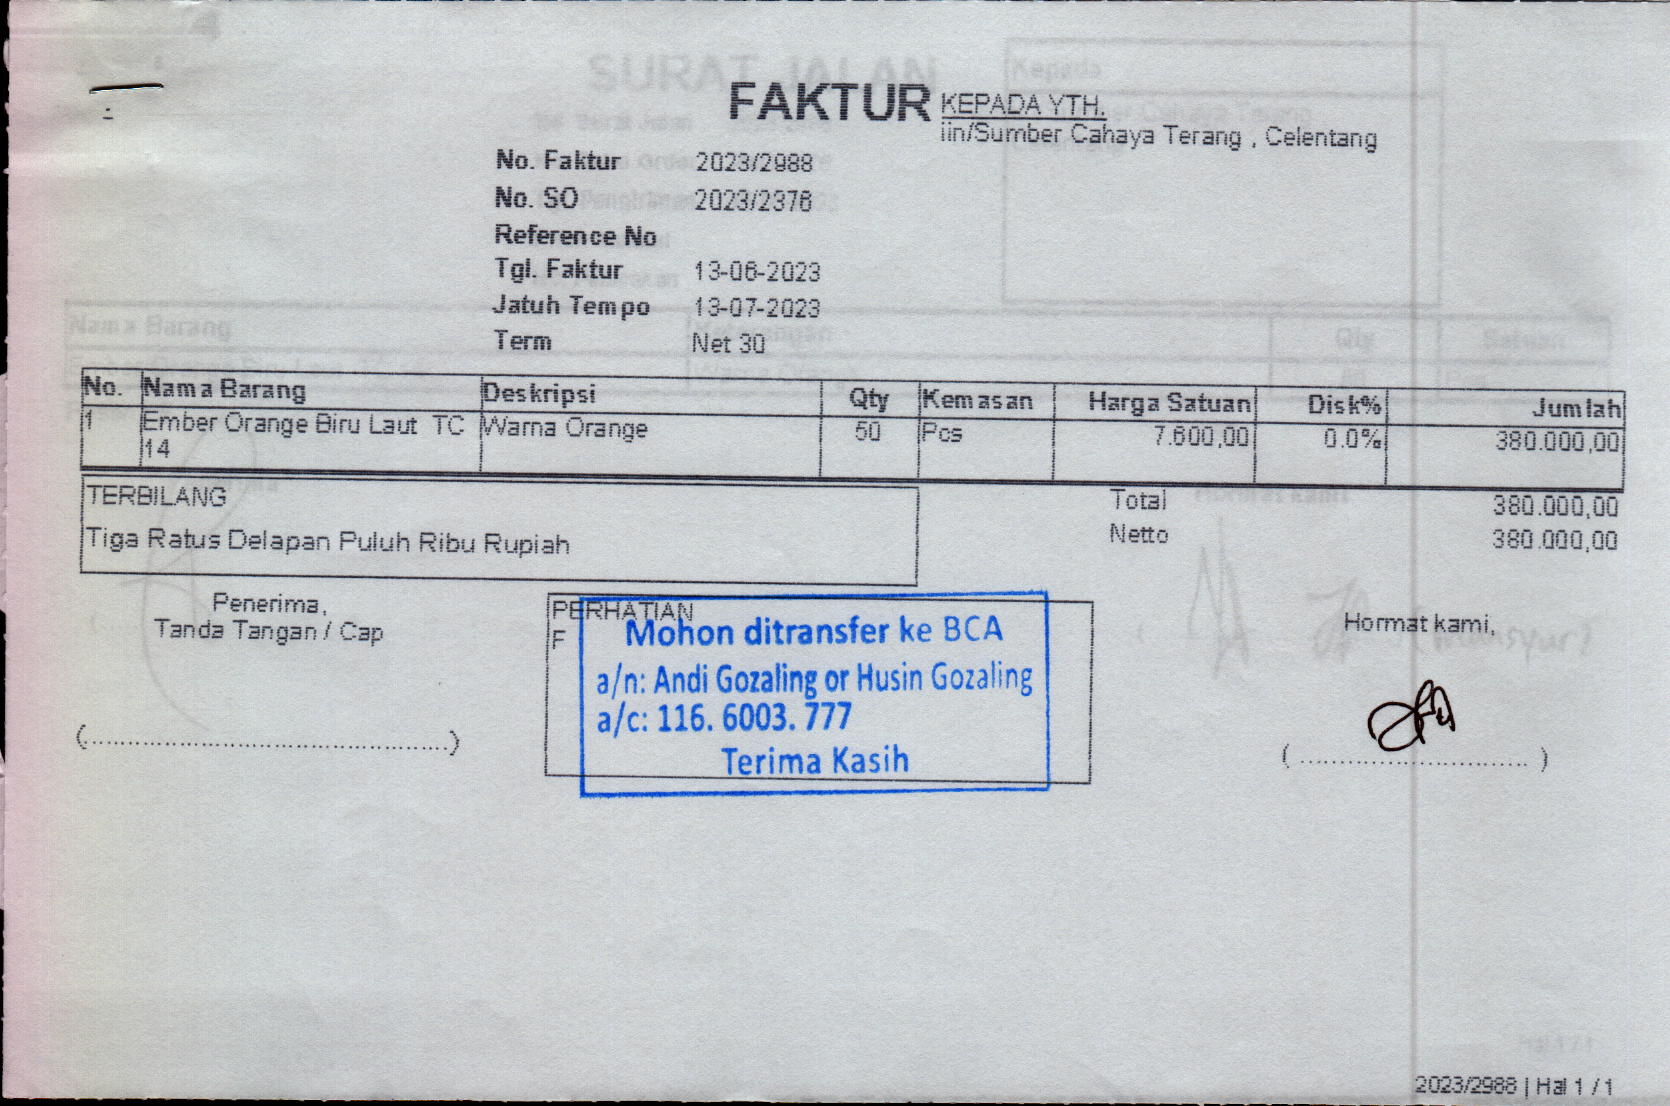 FAKTUR
KEPADA YTH.
iin/Sumber Cahaya Terang , Celentang
No. Faktur 2023/2988
No. SO 2023/2376
Reference No
Tgl. Faktur 13-06-2023
Jatuh Tempo 13-07-2023
Term Net 30
No. Nama Barang Deskripsi Qty Kemasan Harga Satuan Disk% Jumlah
1 Ember Orange Biru Laut TC 14 Warna Orange 50 Pcs 7.600,00 0.0% 380.000,00
TERBILANG
Tiga Ratus Delapan Puluh Ribu Rupiah
Total 380.000,00
Netto 380.000,00
Penerima,
Tanda Tangan / Cap
(...............................................)
PERHATIAN
F
Mohon ditransfer ke BCA
a/n: Andi Gozaling or Husin Gozaling
a/c: 116. 6003. 777
Terima Kasih
Hormat kami,
( .............................. )
2023/2988 | Hal 1 / 1